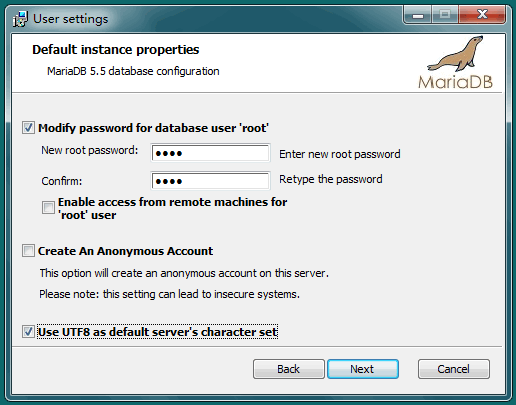 User settings
Default instance properties
MariaDB 5.5 database configuration
MariaDB
Modify password for database user 'root'
New root password: ●●●● Enter new root password
Confirm: ●●●● Retype the password
Enable access from remote machines for
'root' user
Create An Anonymous Account
This option will create an anonymous account on this server.
Please note: this setting can lead to insecure systems.
Use UTF8 as default server's character set
Back Next Cancel